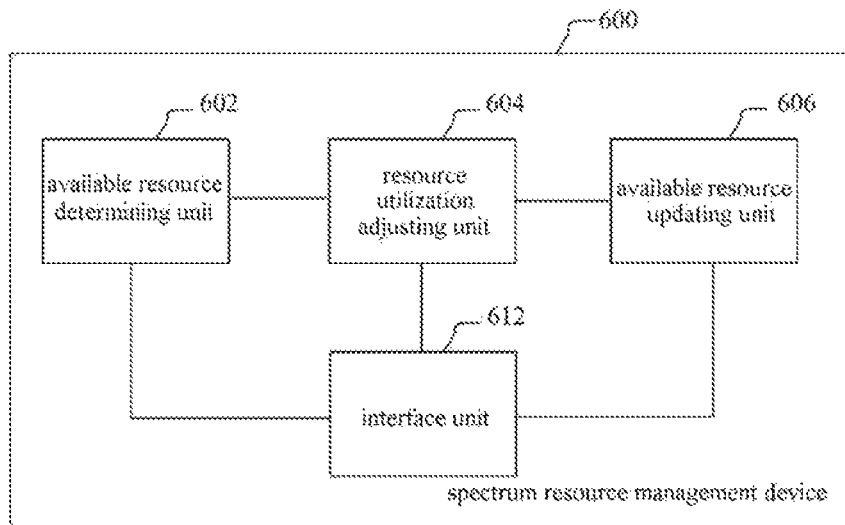 600
602
604
606
available resource
determining unit
resource
utilization
adjusting unit
available resource
updating unit
612
interface unit
spectrum resource management device